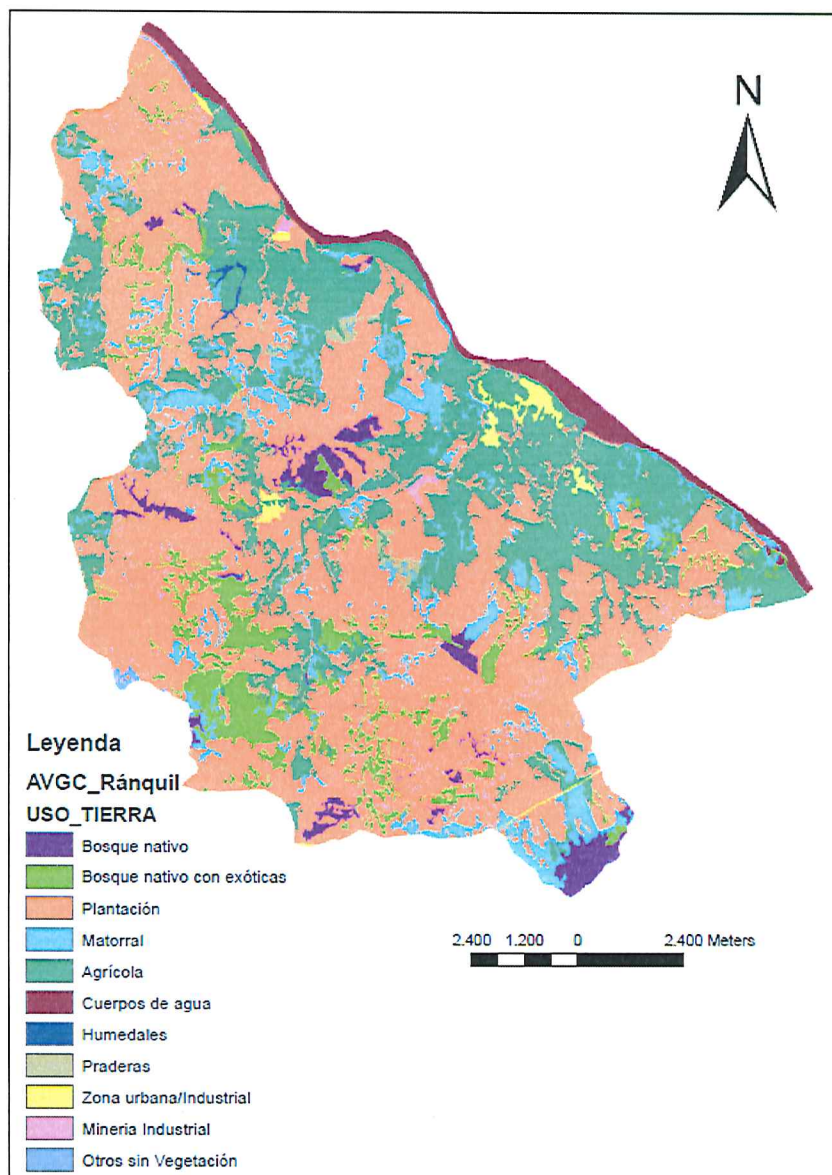 N
Leyenda
AVGC_Ránquil
USO_TIERRA
Bosque nativo
Bosque nativo con exóticas
Plantación
Matorral
Agrícola
Cuerpos de agua
Humedales
Praderas
Zona urbana/Industrial
Mineria Industrial
Otros sin Vegetación
2.400 1.200 0 2.400 Meters